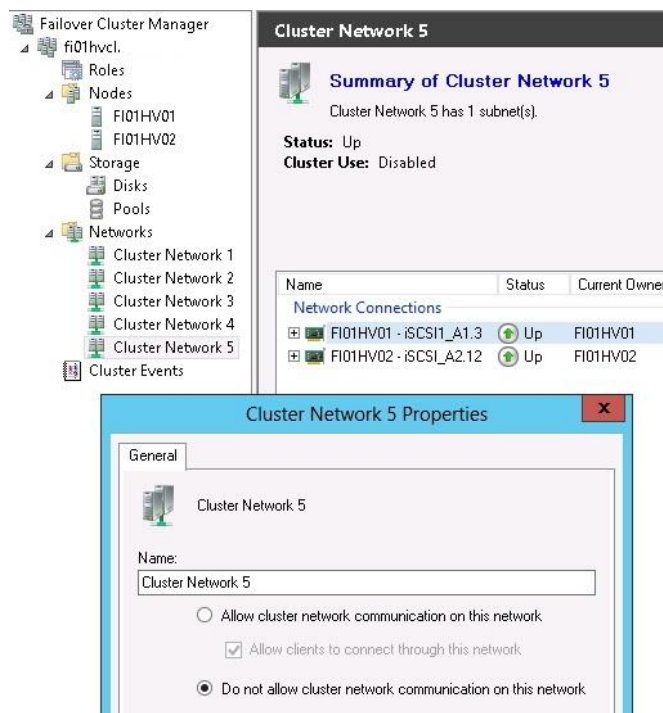 Failover Cluster Manager
fi01hvcl.
Roles
Nodes
FI01HV01
FI01HV02
Storage
Disks
Pools
Networks
Cluster Network 1
Cluster Network 2
Cluster Network 3
Cluster Network 4
Cluster Network 5
Cluster Events
Cluster Network 5
Summary of Cluster Network 5
Cluster Network 5 has 1 subnet(s).
Status: Up
Cluster Use: Disabled
Name Status Current Owne
Network Connections
FI01HV01 - iSCSI1_A1.3 Up FI01HV01
FI01HV02 - iSCSI_A2.12 Up FI01HV02
Cluster Network 5 Properties
x
General
Cluster Network 5
Name:
Cluster Network 5
Allow cluster network communication on this network
Allow clients to connect through this network
Do not allow cluster network communication on this network